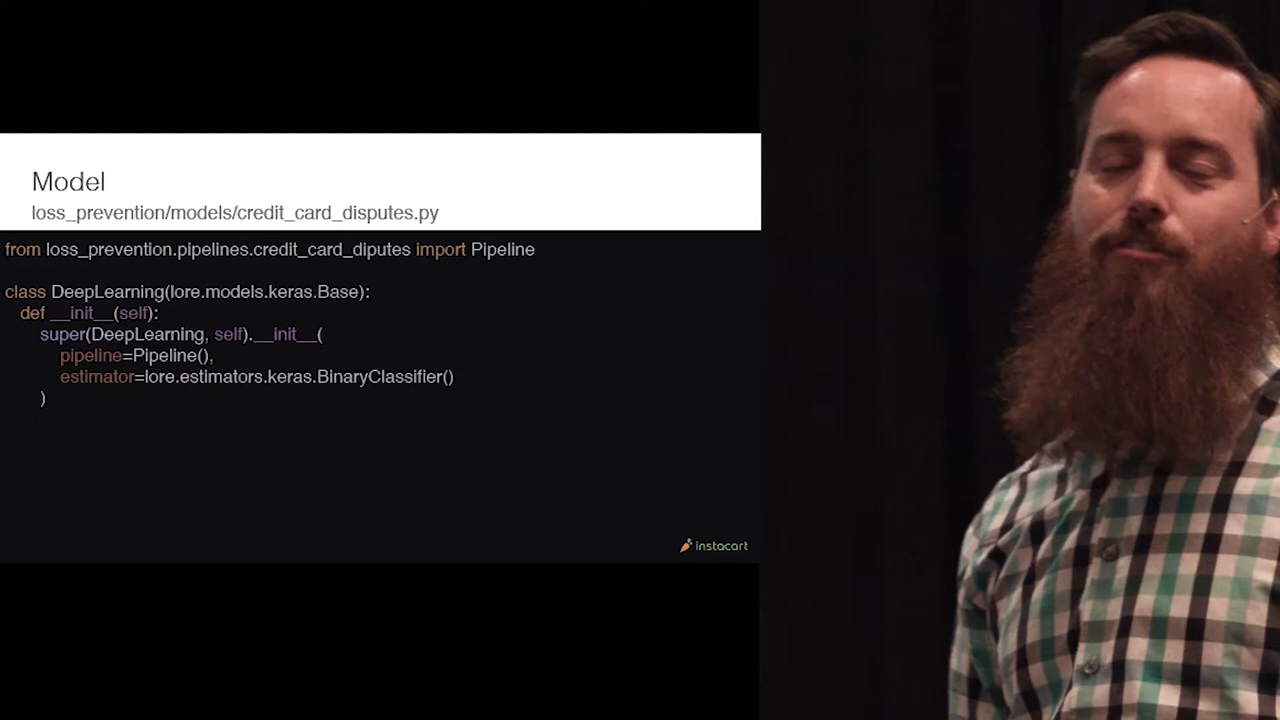 Model
loss_prevention/models/credit_card_disputes.py
from loss_prevention.pipelines.credit_card_diputes import Pipeline
class DeepLearning(lore.models.keras.Base):
def __init__(self):
super(DeepLearning, self).__init__(
pipeline=Pipeline(),
estimator=lore.estimators.keras.BinaryClassifier()
)
instacart